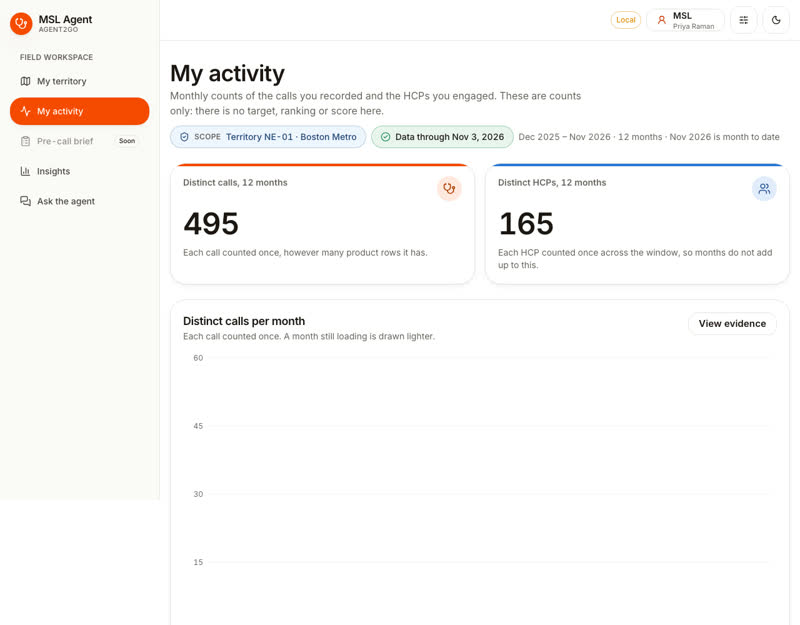 MSL Agent
AGENT2GO
Local
MSL
Priya Raman
FIELD WORKSPACE
My territory
My activity
Pre-call brief
Soon
Insights
Ask the agent
My activity
Monthly counts of the calls you recorded and the HCPs you engaged. These are counts
only: there is no target, ranking or score here.
SCOPE Territory NE-01 · Boston Metro
Data through Nov 3, 2026
Dec 2025 – Nov 2026 · 12 months · Nov 2026 is month to date
Distinct calls, 12 months
495
Each call counted once, however many product rows it has.
Distinct HCPs, 12 months
165
Each HCP counted once across the window, so months do not add
up to this.
Distinct calls per month
Each call counted once. A month still loading is drawn lighter.
View evidence
60
45
30
15